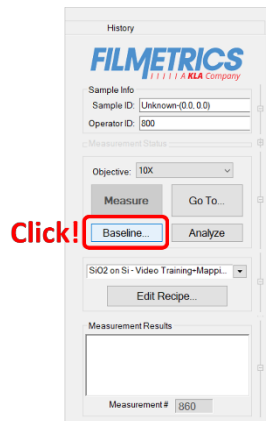 History
FILMETRICS
A KLA Company
Sample Info
Sample ID: Unknown-(0.0, 0.0)
Operator ID: 800
Measurement Status
Objective: 10X
Measure Go To...
Click! Baseline... Analyze
SiO2 on Si - Video Training+Mappi...
Edit Recipe...
Measurement Results
Measurement # 860